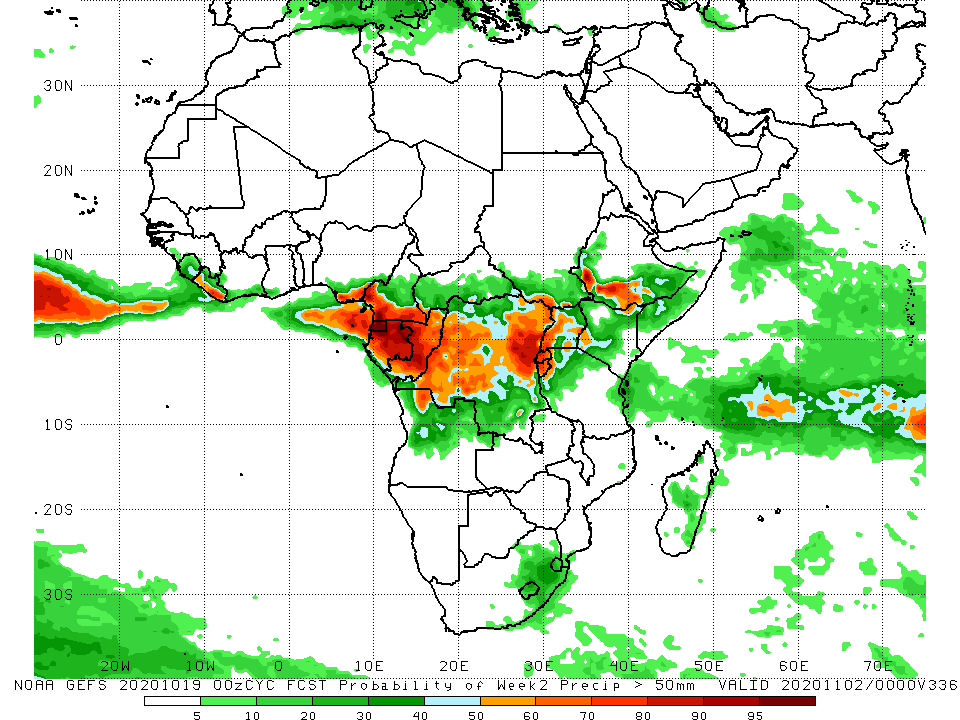 30N
20N
10N
0
10S
20S
30S
20W 10W 0 10E 20E 30E 40E 50E 60E 70E
NOAA GEFS 20201019 00zCYC FCST Probability of Week2 Precip > 50mm VALID 20201102/0000V336
5 10 20 30 40 50 60 70 80 90 95